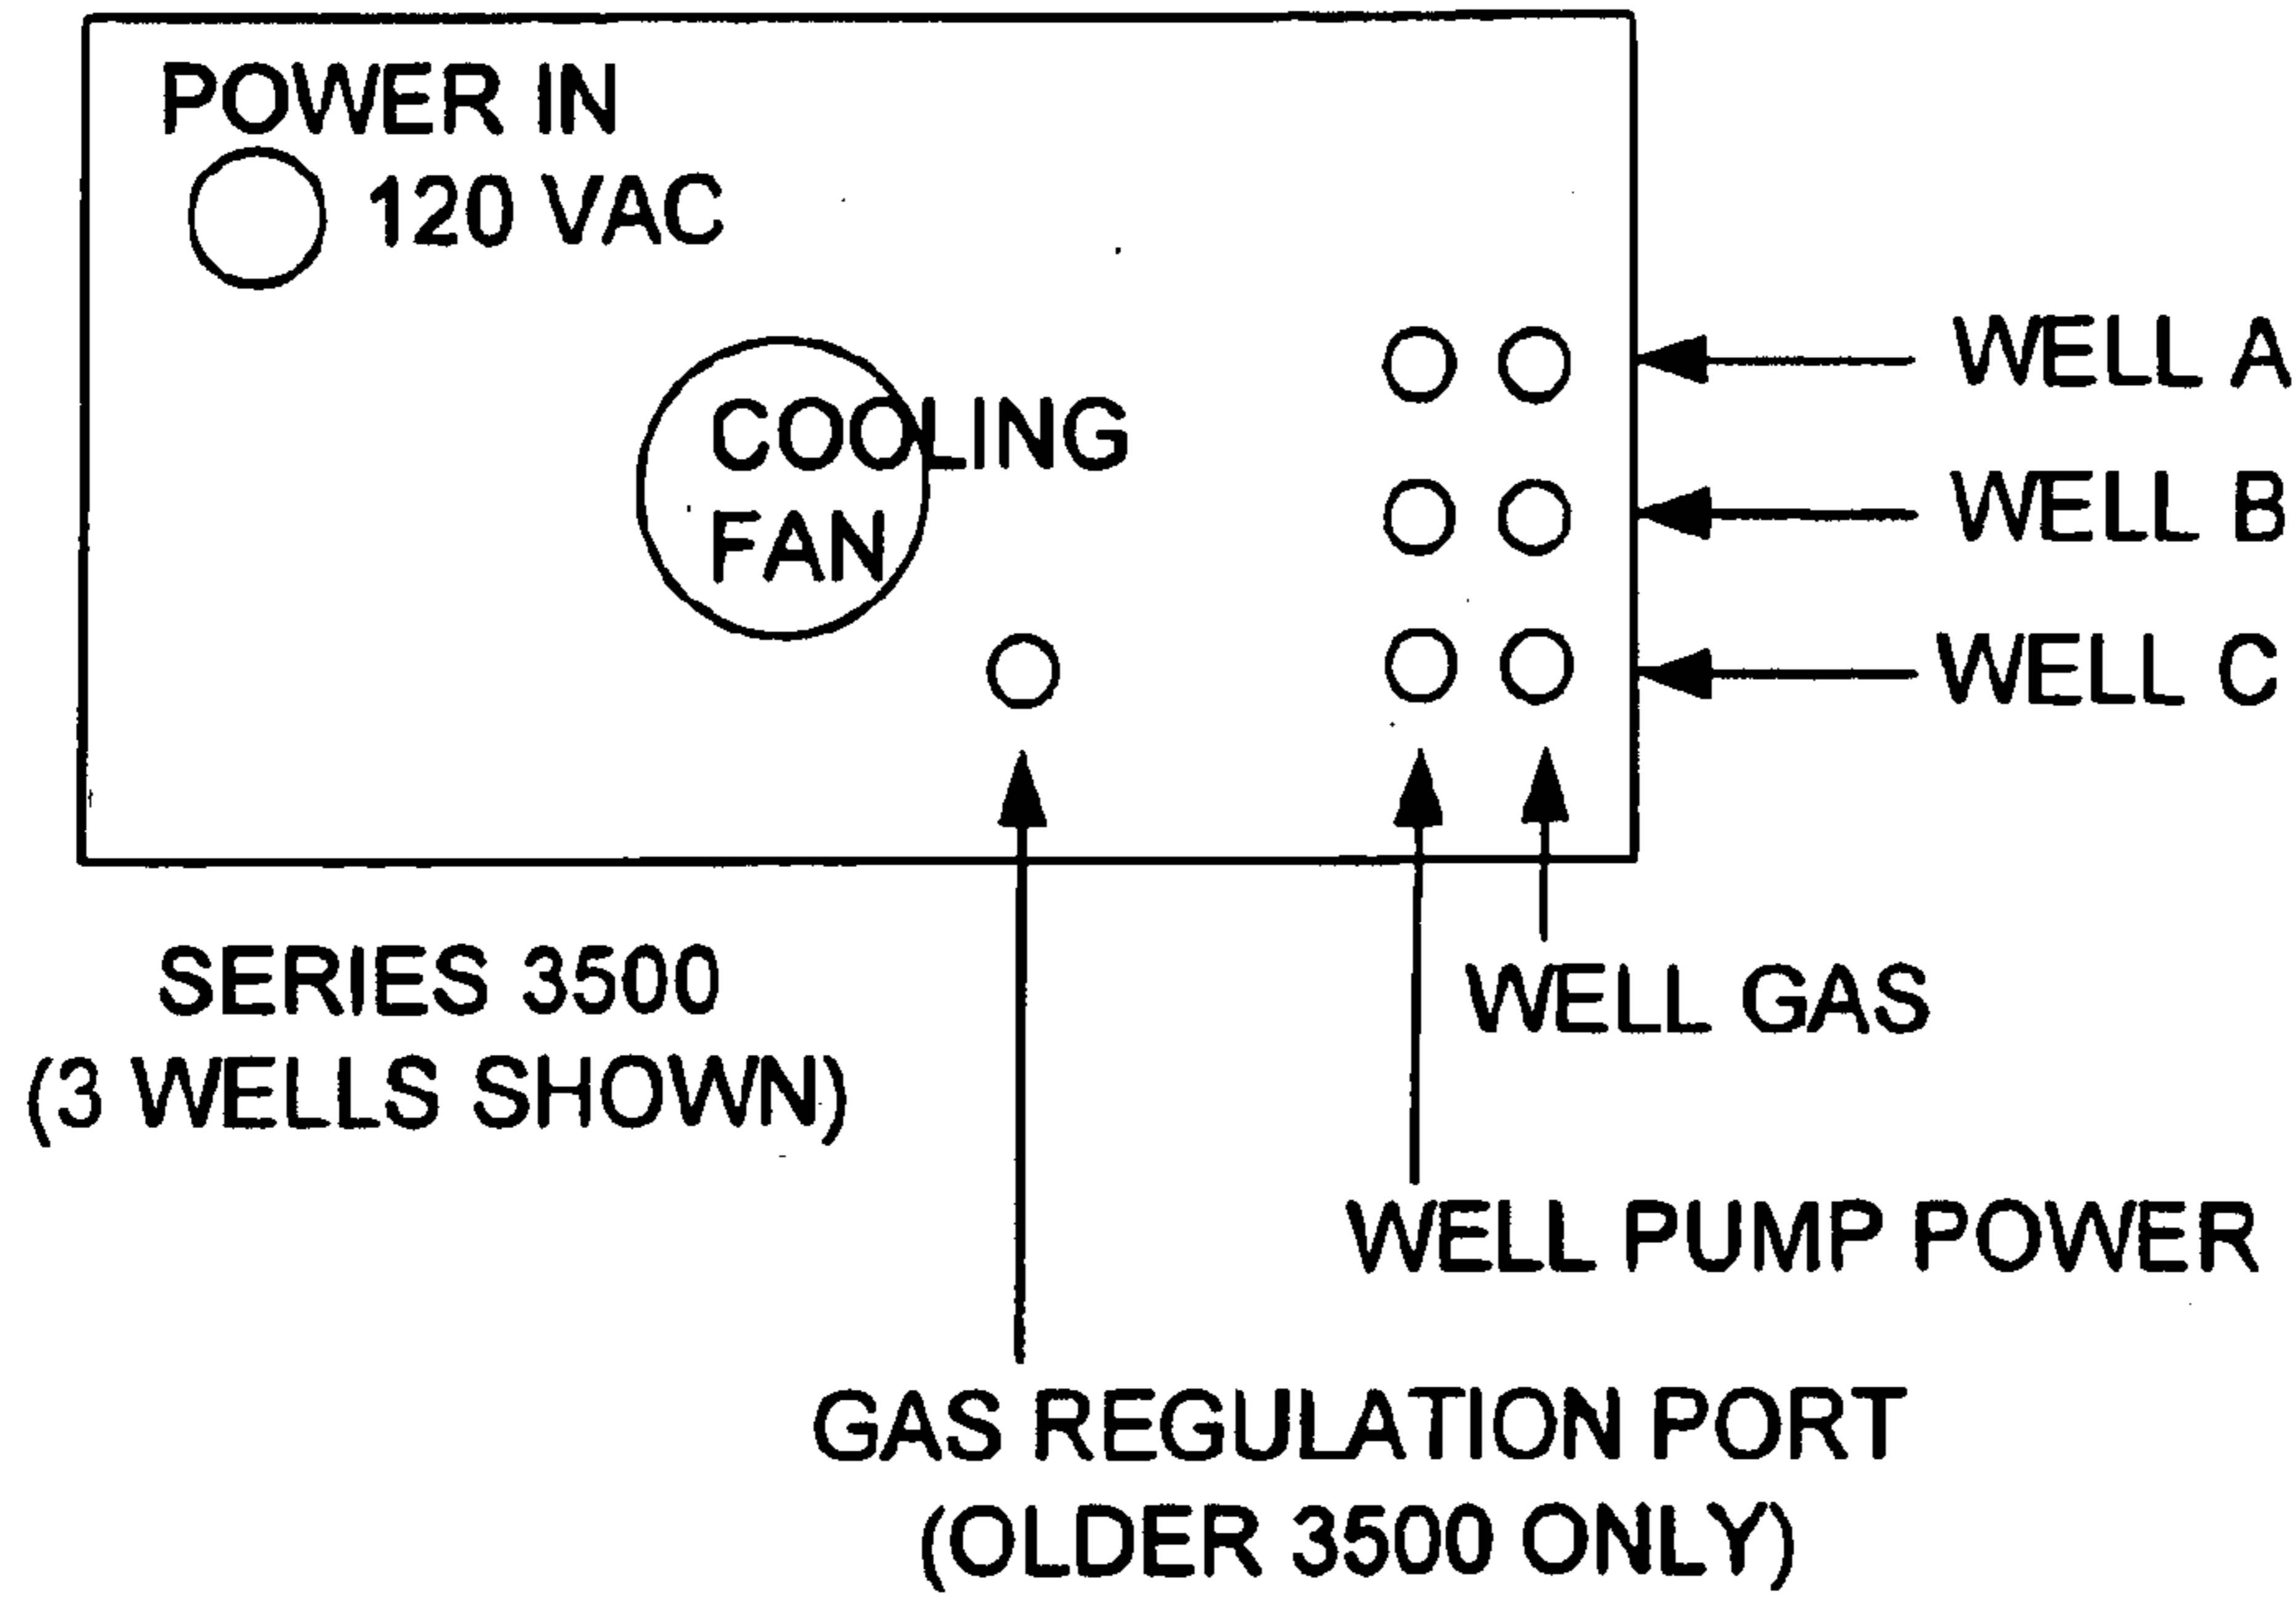 POWER IN
120 VAC
COOLING
FAN
WELL A
WELL B
WELL C
SERIES 3500
(3 WELLS SHOWN)
WELL GAS
WELL PUMP POWER
GAS REGULATION PORT
(OLDER 3500 ONLY)